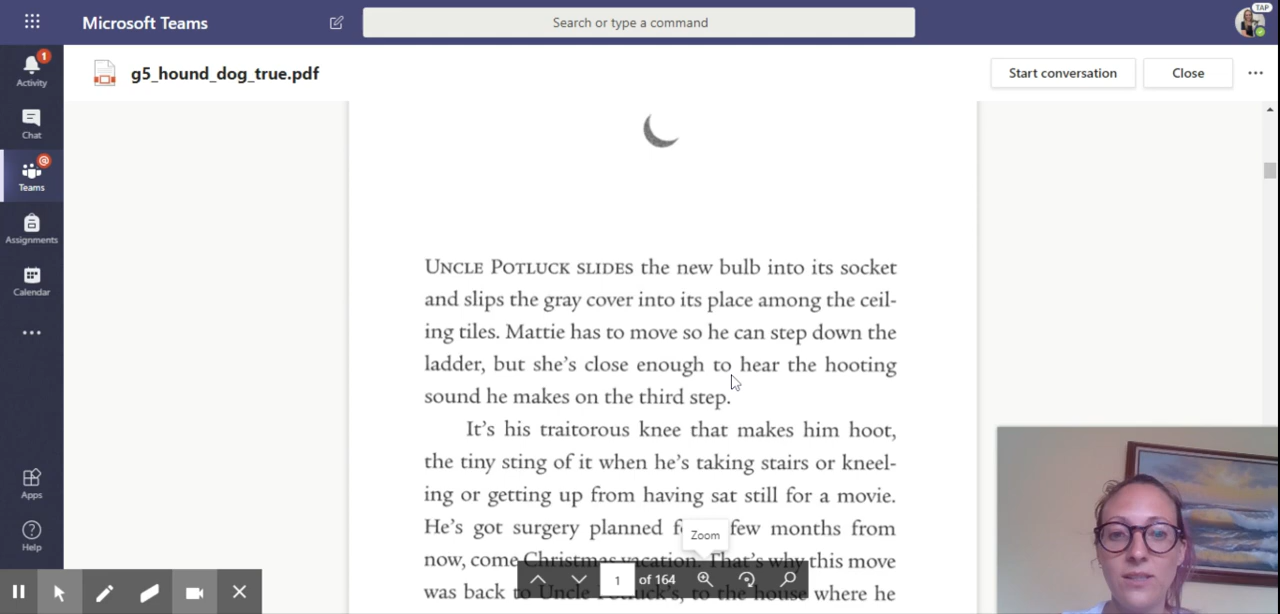 Microsoft Teams
Search or type a command
TAP
1
Activity
Chat
@
Teams
Assignments
Calendar
Apps
Help
g5_hound_dog_true.pdf
Start conversation
Close
UNCLE POTLUCK SLIDES the new bulb into its socket
and slips the gray cover into its place among the ceil-
ing tiles. Mattie has to move so he can step down the
ladder, but she's close enough to hear the hooting
sound he makes on the third step.
It's his traitorous knee that makes him hoot,
the tiny sting of it when he's taking stairs or kneel-
ing or getting up from having sat still for a movie.
He's got surgery planned few months from
Zoom
now, come Christmas vacation. That's why this move
1 of 164
was back to Uncle Potluck's, to the house where he